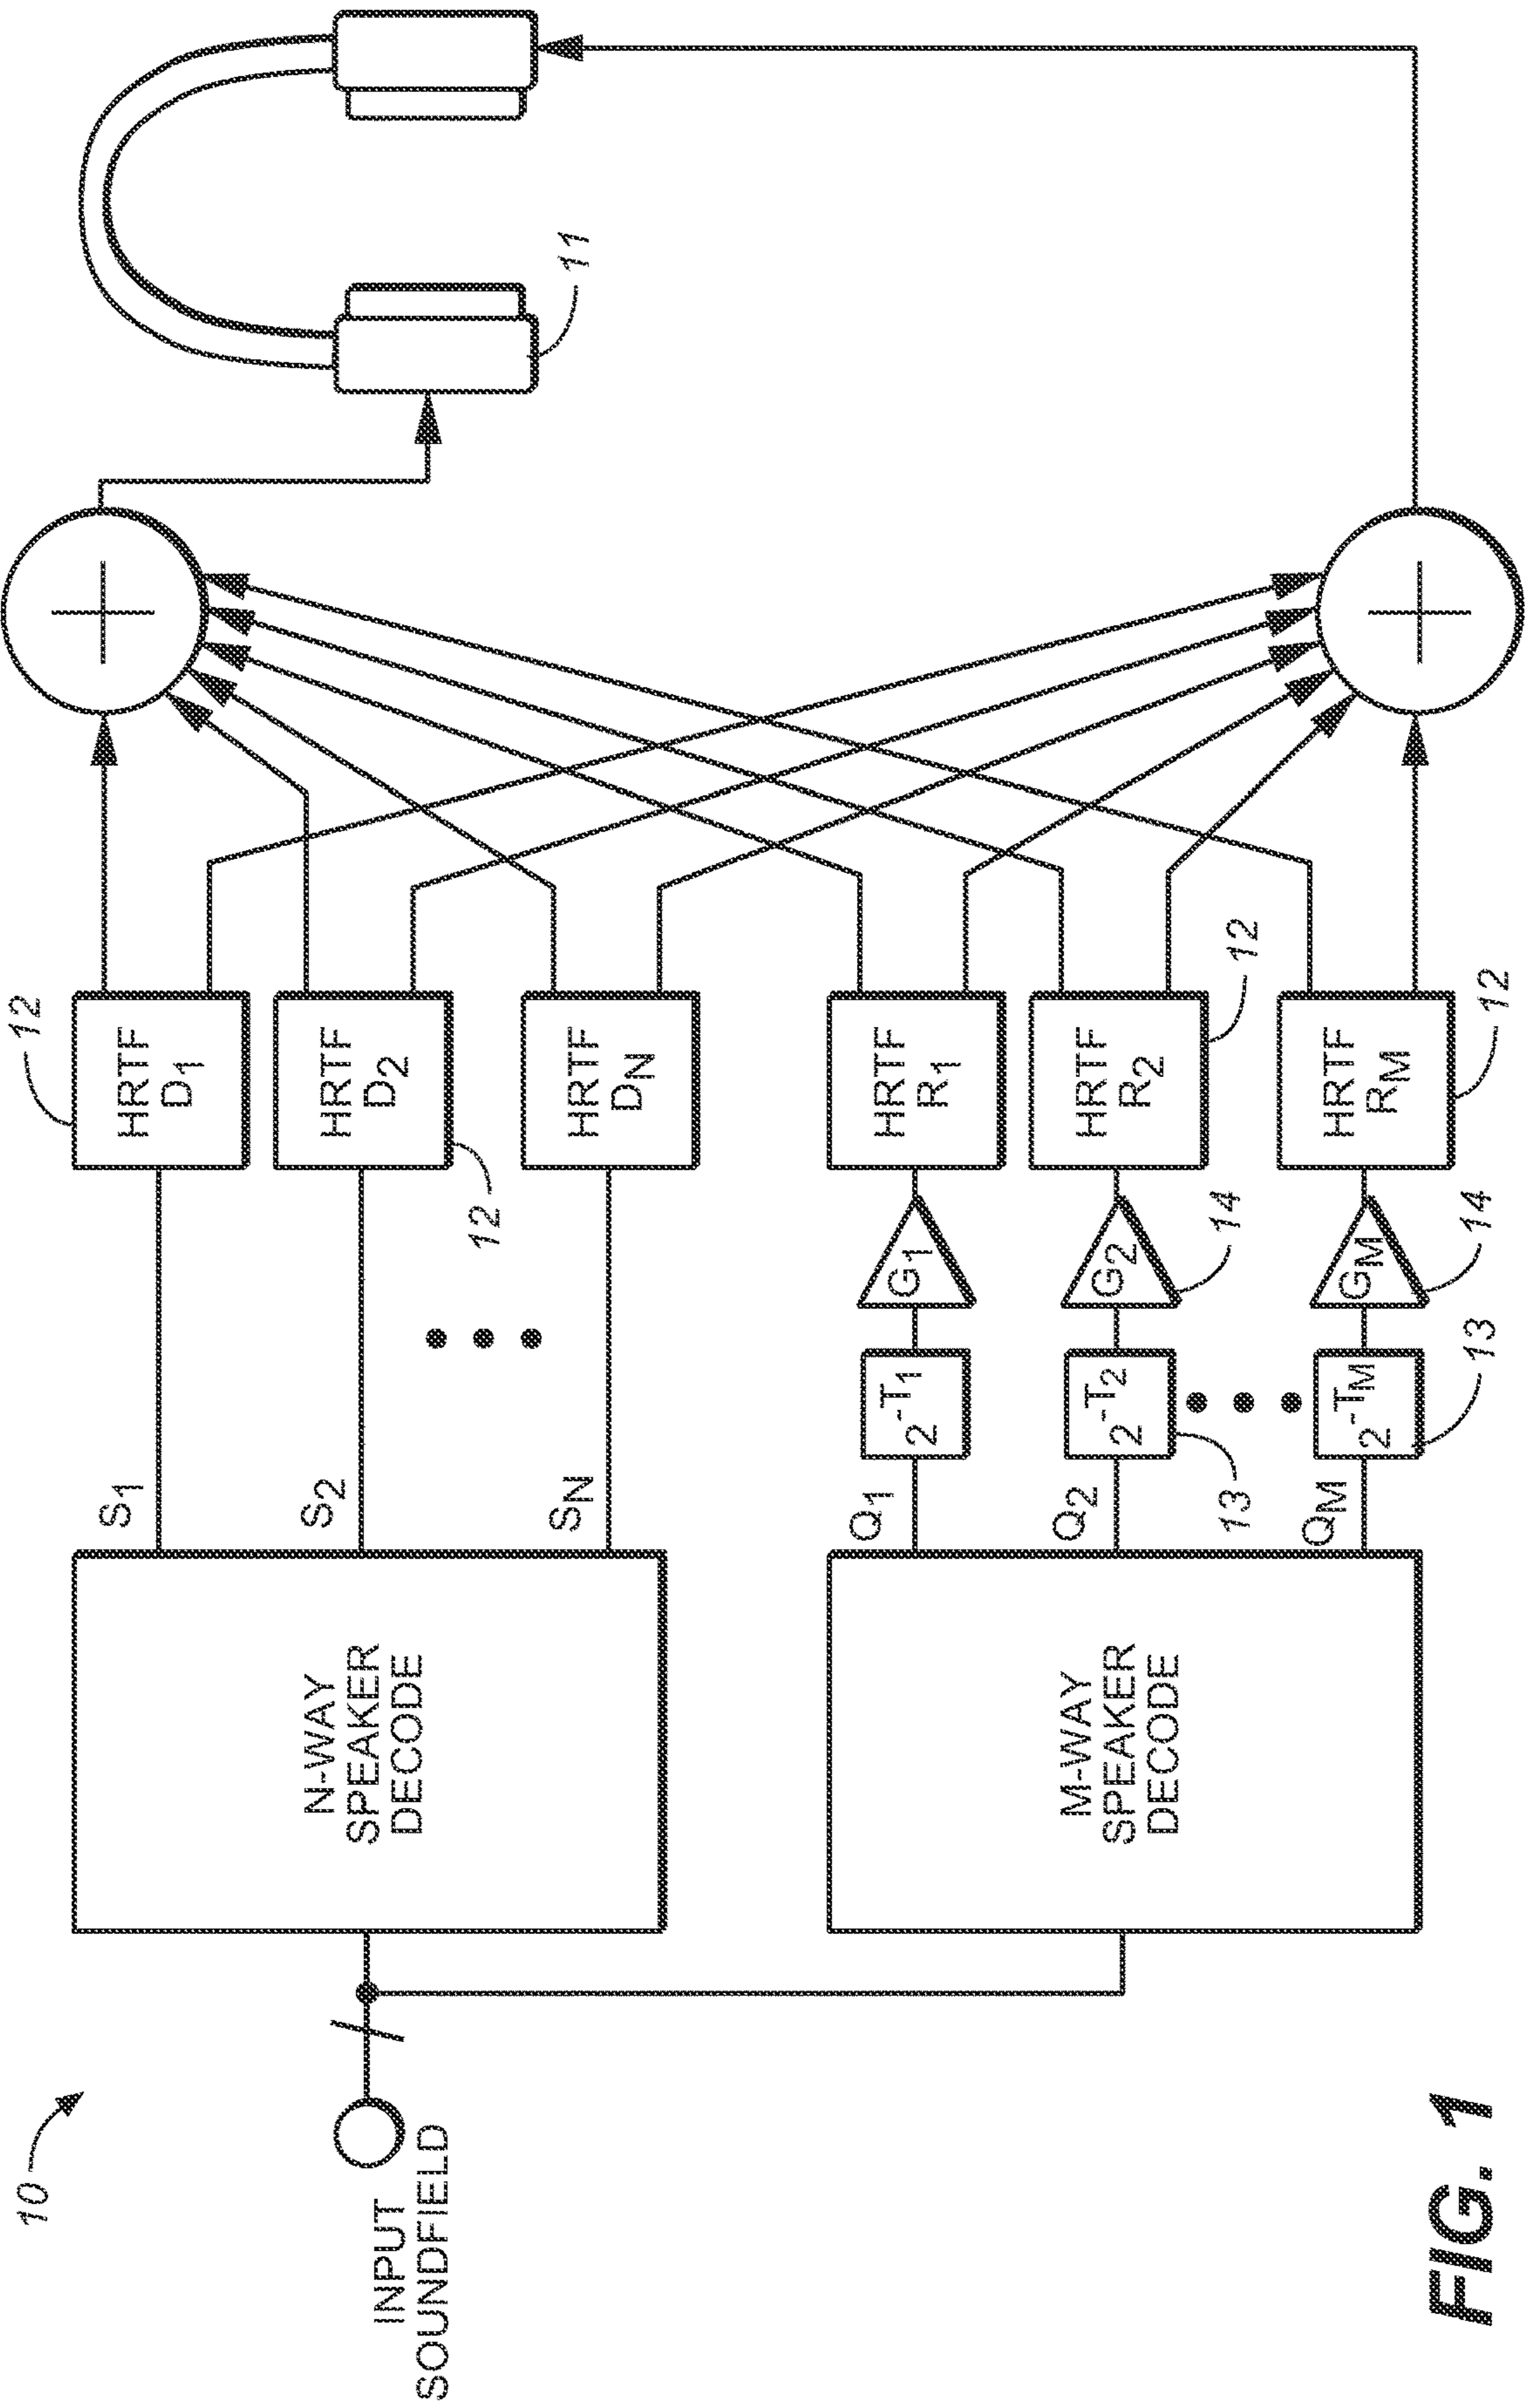 10
INPUT
SOUNDFIELD
N-WAY
SPEAKER
DECODE
M-WAY
SPEAKER
DECODE
S1
S2
SN
Q1
Q2
QM
2-T1
2-T2
2-TM
13
13
G1
G2
GM
14
14
12
HRTF
D1
HRTF
D2
12
HRTF
DN
HRTF
R1
HRTF
R2
12
HRTF
RM
12
11
FIG. 1